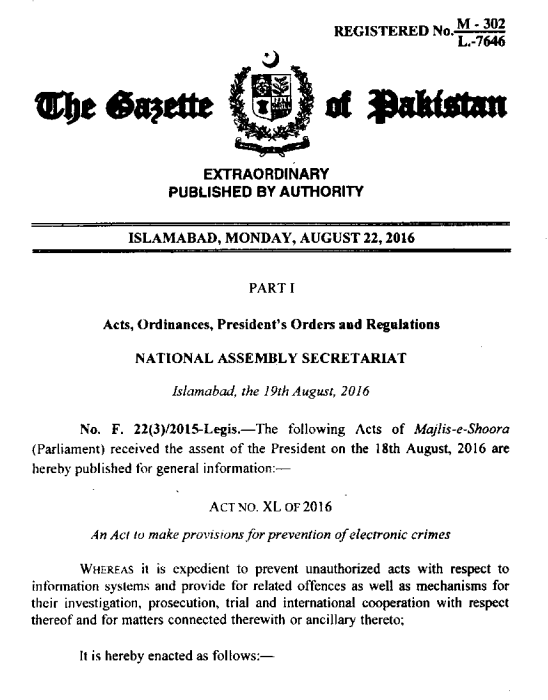 REGISTERED No. M - 302
L.-7646
The Gazette of Pakistan
EXTRAORDINARY
PUBLISHED BY AUTHORITY
ISLAMABAD, MONDAY, AUGUST 22, 2016
PART I
Acts, Ordinances, President's Orders and Regulations
NATIONAL ASSEMBLY SECRETARIAT
Islamabad, the 19th August, 2016
No. F. 22(3)/2015-Legis.—The following Acts of Majlis-e-Shoora
(Parliament) received the assent of the President on the 18th August, 2016 are
hereby published for general information:—
ACT NO. XL OF 2016
An Act to make provisions for prevention of electronic crimes
WHEREAS it is expedient to prevent unauthorized acts with respect to
information systems and provide for related offences as well as mechanisms for
their investigation, prosecution, trial and international cooperation with respect
thereof and for matters connected therewith or ancillary thereto;
It is hereby enacted as follows:—